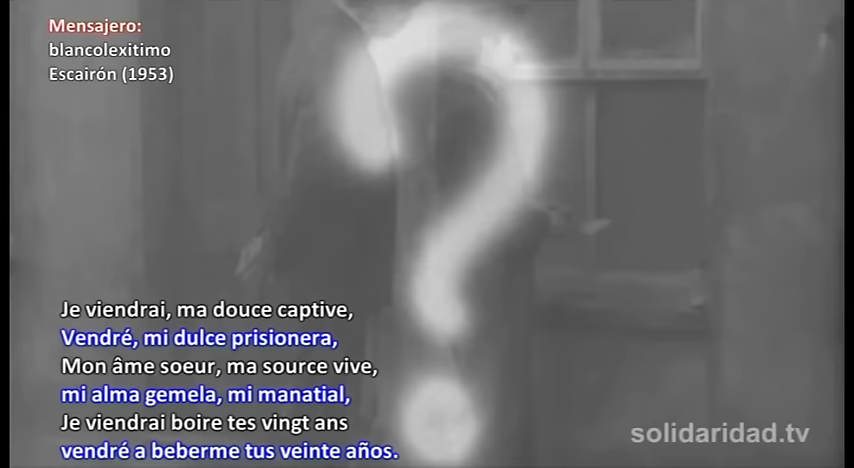 Mensajero:
blancolexitimo
Escairón (1953)
?
Je viendrai, ma douce captive,
Vendré, mi dulce prisionera,
Mon âme soeur, ma source vive,
mi alma gemela, mi manatial,
Je viendrai boire tes vingt ans
vendré a beberme tus veinte años.
solidaridad.tv